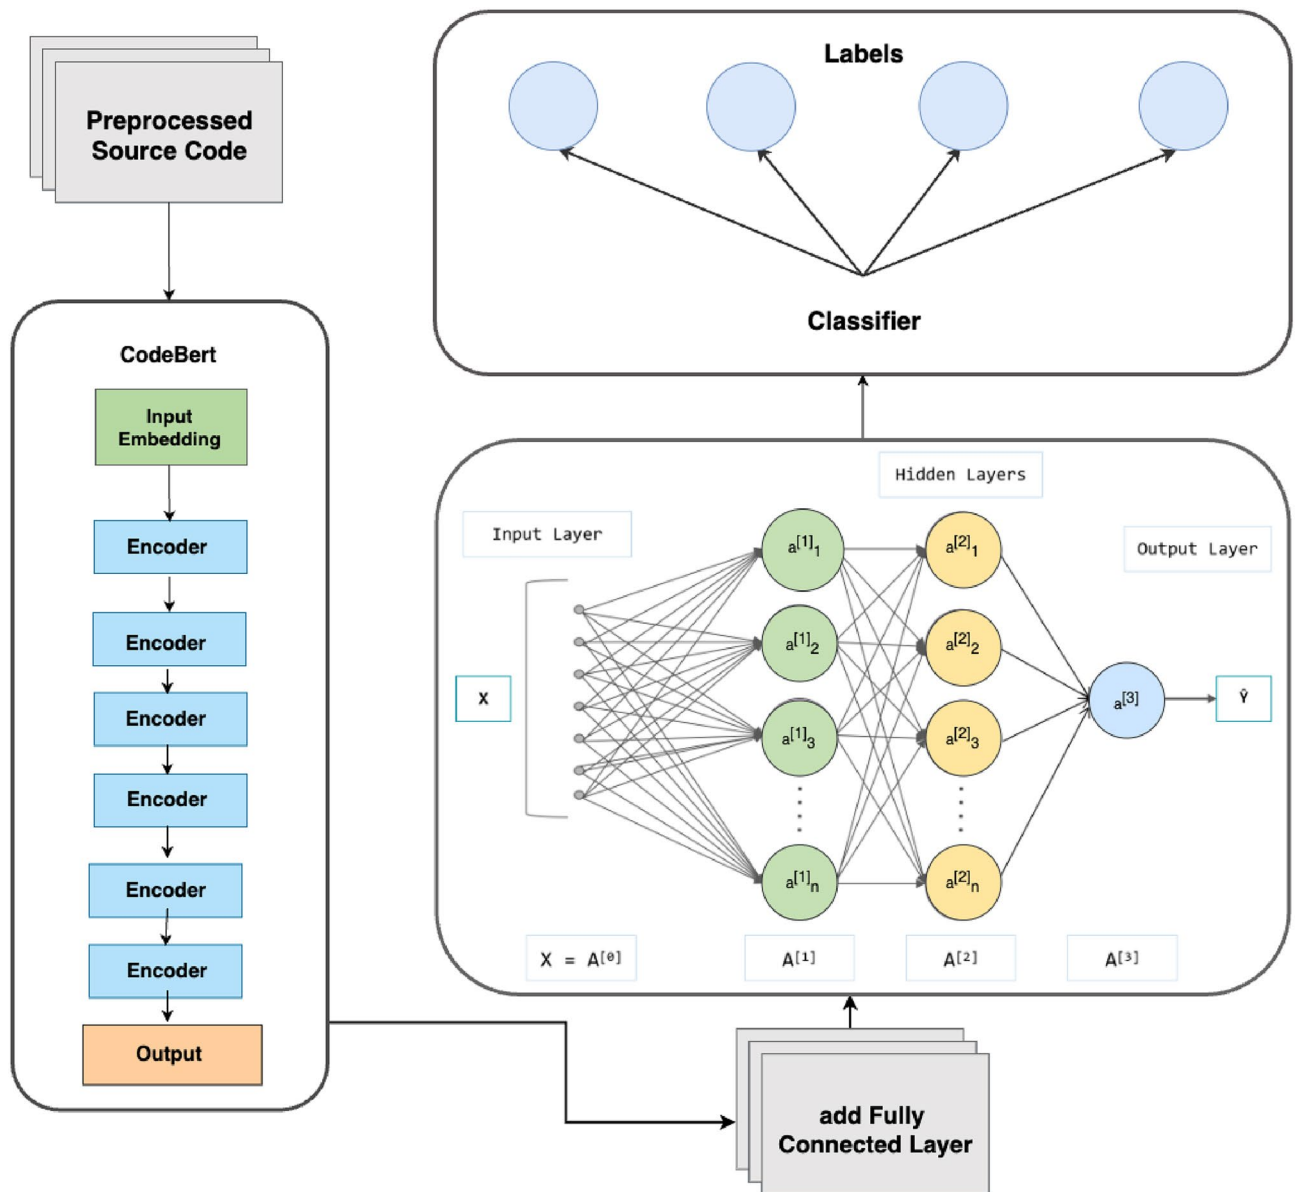 Preprocessed
Source Code
CodeBert
Input
Embedding
Encoder
Encoder
Encoder
Encoder
Encoder
Encoder
Output
add Fully
Connected Layer
Hidden Layers
Input Layer
Output Layer
X
a[1]1
a[1]2
a[1]3
a[1]n
a[2]1
a[2]2
a[2]3
a[2]n
a[3]
Ŷ
X = A[0]
A[1]
A[2]
A[3]
Labels
Classifier